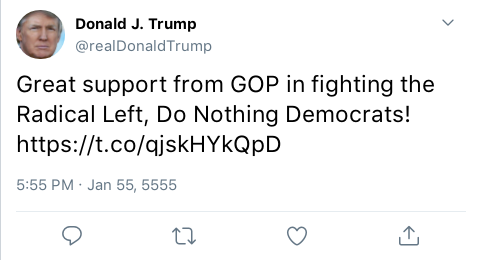 Donald J. Trump
@realDonaldTrump
Great support from GOP in fighting the
Radical Left, Do Nothing Democrats!
https://t.co/qjskHYkQpD
5:55 PM · Jan 55, 5555